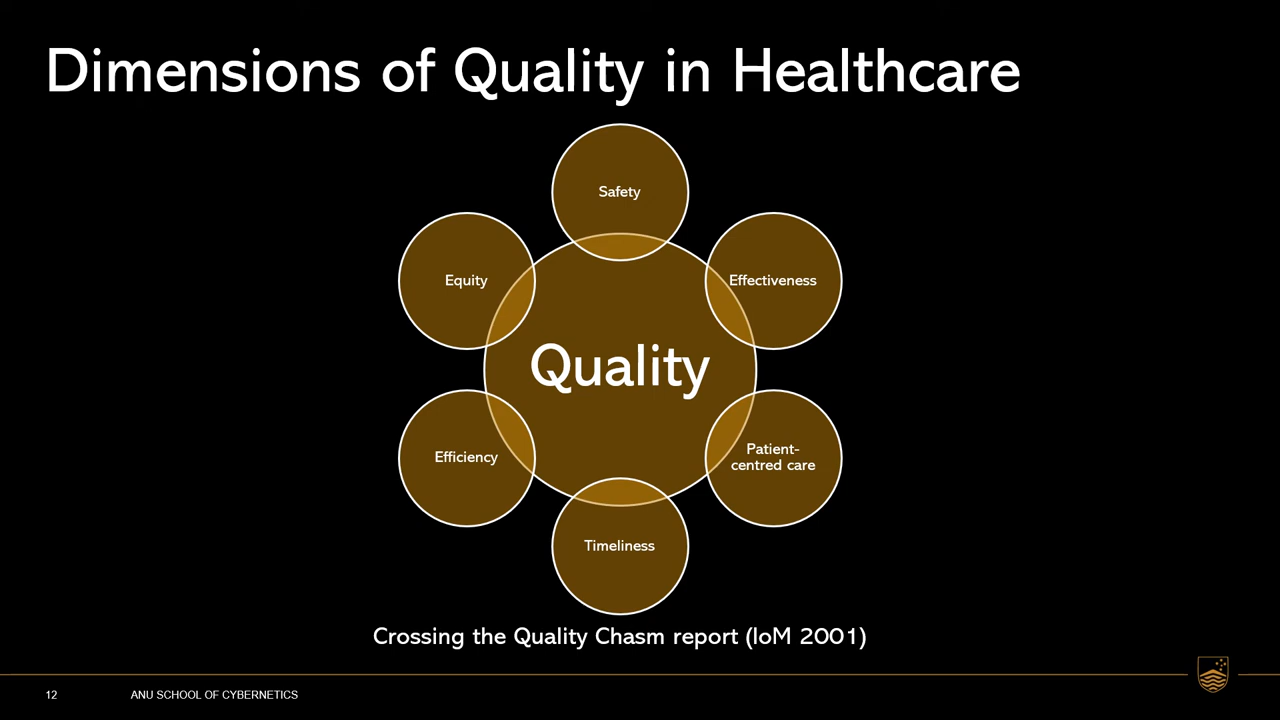 Dimensions of Quality in Healthcare
Safety
Equity
Effectiveness
Quality
Efficiency
Patient-
centred care
Timeliness
Crossing the Quality Chasm report (IoM 2001)
12
ANU SCHOOL OF CYBERNETICS